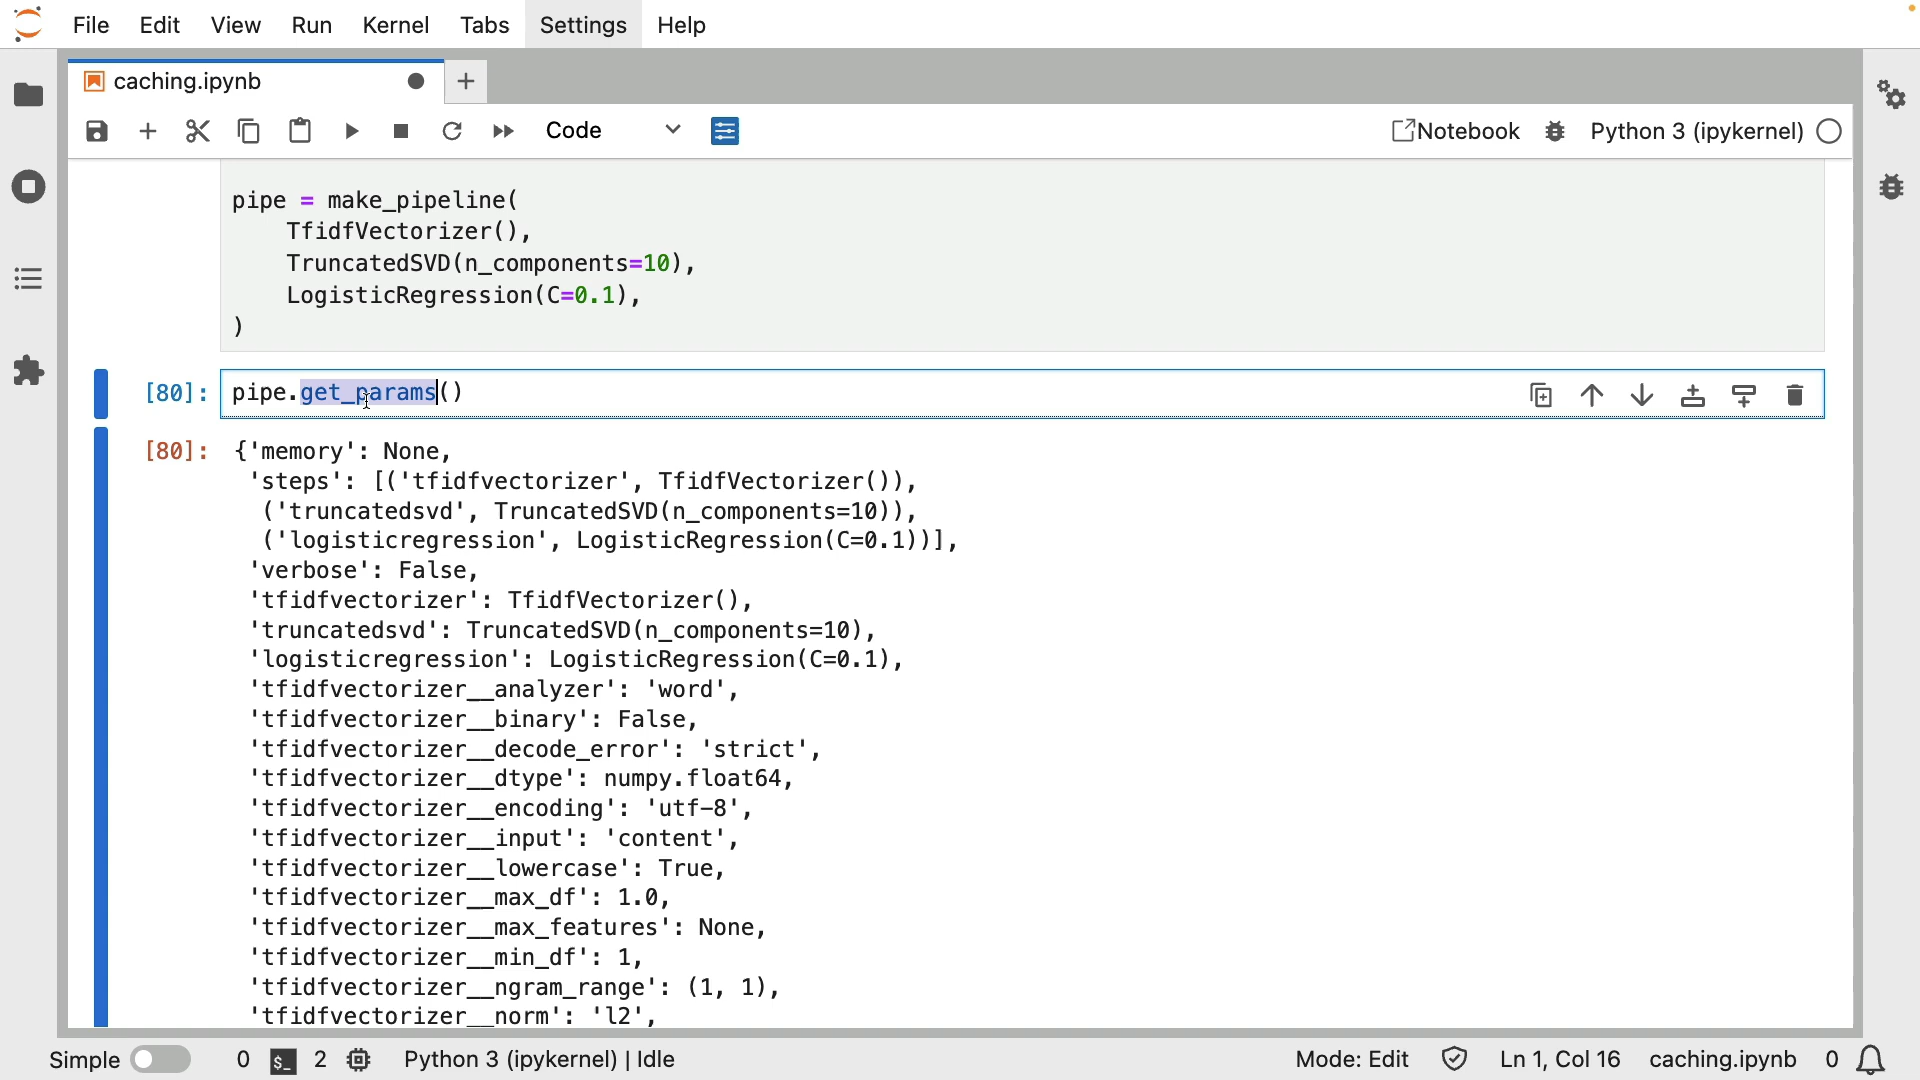 File Edit View Run Kernel Tabs Settings Help
caching.ipynb
Code
Notebook
Python 3 (ipykernel)
pipe = make_pipeline(
TfidfVectorizer(),
TruncatedSVD(n_components=10),
LogisticRegression(C=0.1),
)
[80]: pipe.get_params()
[80]: {'memory': None,
'steps': [('tfidfvectorizer', TfidfVectorizer()),
('truncatedsvd', TruncatedSVD(n_components=10)),
('logisticregression', LogisticRegression(C=0.1))],
'verbose': False,
'tfidfvectorizer': TfidfVectorizer(),
'truncatedsvd': TruncatedSVD(n_components=10),
'logisticregression': LogisticRegression(C=0.1),
'tfidfvectorizer__analyzer': 'word',
'tfidfvectorizer__binary': False,
'tfidfvectorizer__decode_error': 'strict',
'tfidfvectorizer__dtype': numpy.float64,
'tfidfvectorizer__encoding': 'utf-8',
'tfidfvectorizer__input': 'content',
'tfidfvectorizer__lowercase': True,
'tfidfvectorizer__max_df': 1.0,
'tfidfvectorizer__max_features': None,
'tfidfvectorizer__min_df': 1,
'tfidfvectorizer__ngram_range': (1, 1),
'tfidfvectorizer__norm': 'l2',
Simple 0 $_ 2 Python 3 (ipykernel) | Idle Mode: Edit Ln 1, Col 16 caching.ipynb 0